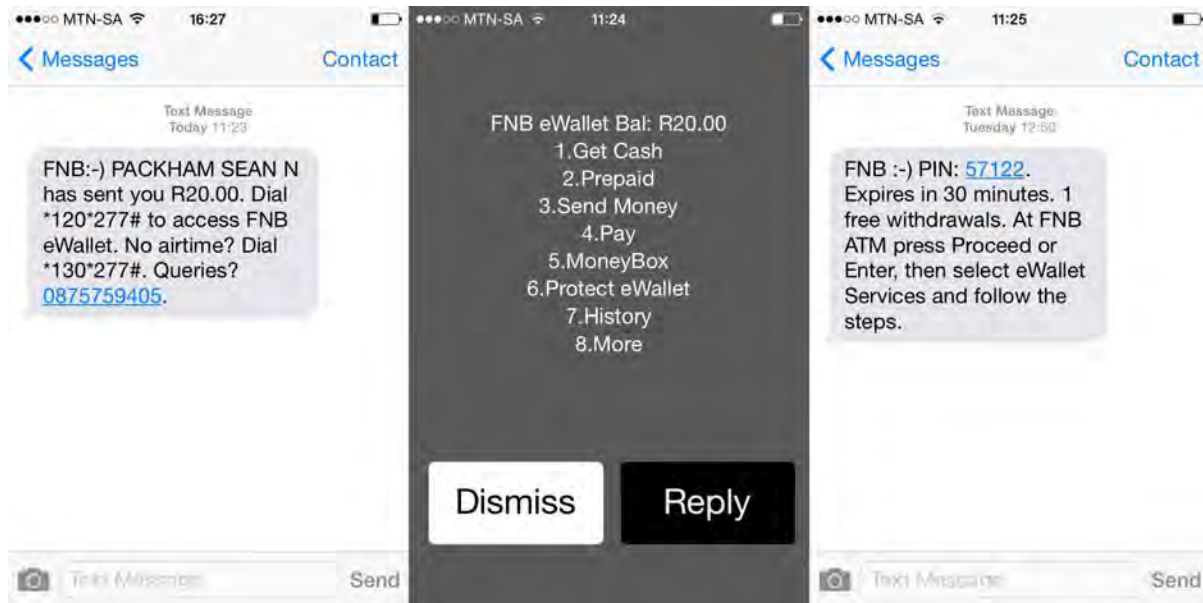 MTN-SA 16:27
Messages Contact
Text Message
Today 11:23
FNB:-) PACKHAM SEAN N
has sent you R20.00. Dial
*120*277# to access FNB
eWallet. No airtime? Dial
*130*277#. Queries?
0875759405.
Text Message Send
MTN-SA 11:24
FNB eWallet Bal: R20.00
1.Get Cash
2.Prepaid
3.Send Money
4.Pay
5.MoneyBox
6.Protect eWallet
7.History
8.More
Dismiss Reply
MTN-SA 11:25
Messages Contact
Text Message
Tuesday 12:50
FNB :-) PIN: 57122.
Expires in 30 minutes. 1
free withdrawals. At FNB
ATM press Proceed or
Enter, then select eWallet
Services and follow the
steps.
Text Message Send